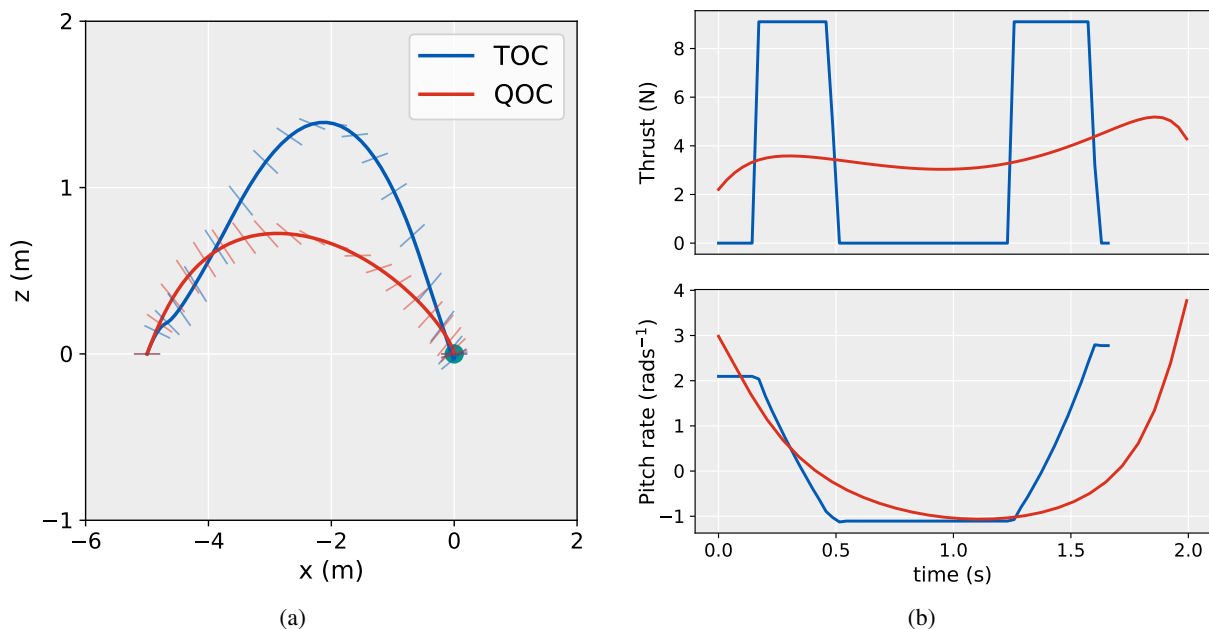 2
1
0
−1
z (m)
−6
−4
−2
0
2
x (m)
TOC
QOC
(a)
8
6
4
2
0
Thrust (N)
4
3
2
1
0
−1
Pitch rate (rads⁻¹)
0.0
0.5
1.0
1.5
2.0
time (s)
(b)